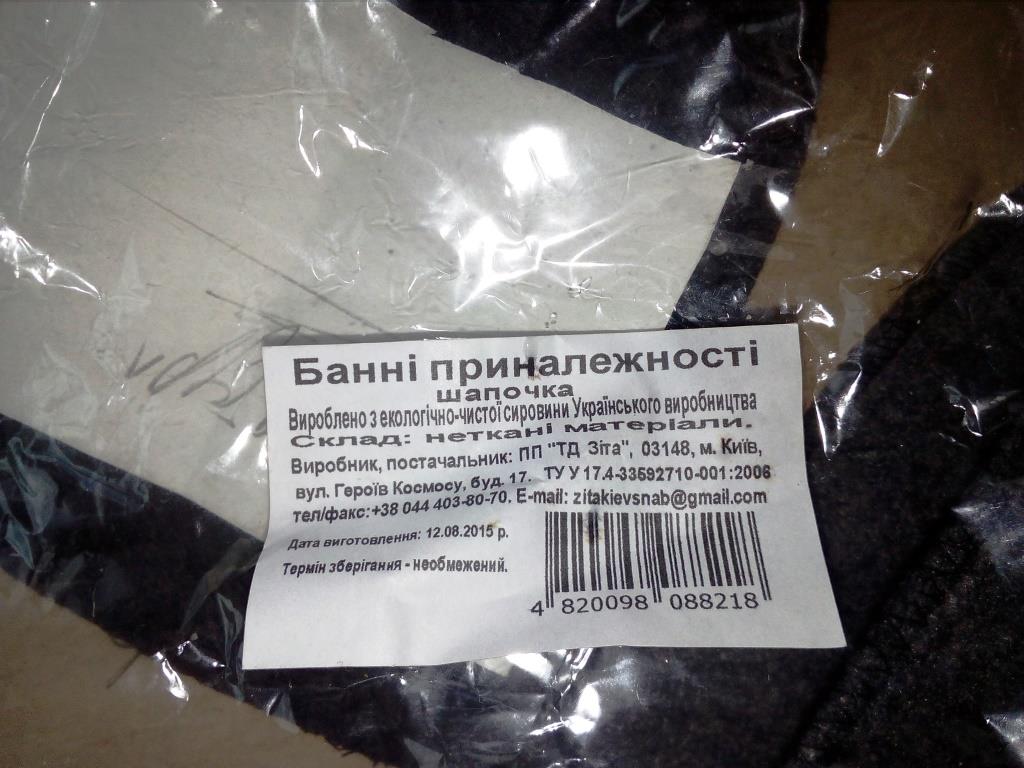 Банні приналежності
шапочка
Вироблено з екологічно-чистої сировини Українського виробництва
Склад: неткані матеріали.
Виробник, постачальник: ПП "ТД Зіта", 03148, м. Київ,
вул. Героїв Космосу, буд. 17. ТУ У 17.4-33592710-001:2006
тел/факс:+38 044 403-80-70. E-mail: zitakievsnab@gmail.com
Дата виготовлення: 12.08.2015 р.
Термін зберігання - необмежений.
4 820098 088218